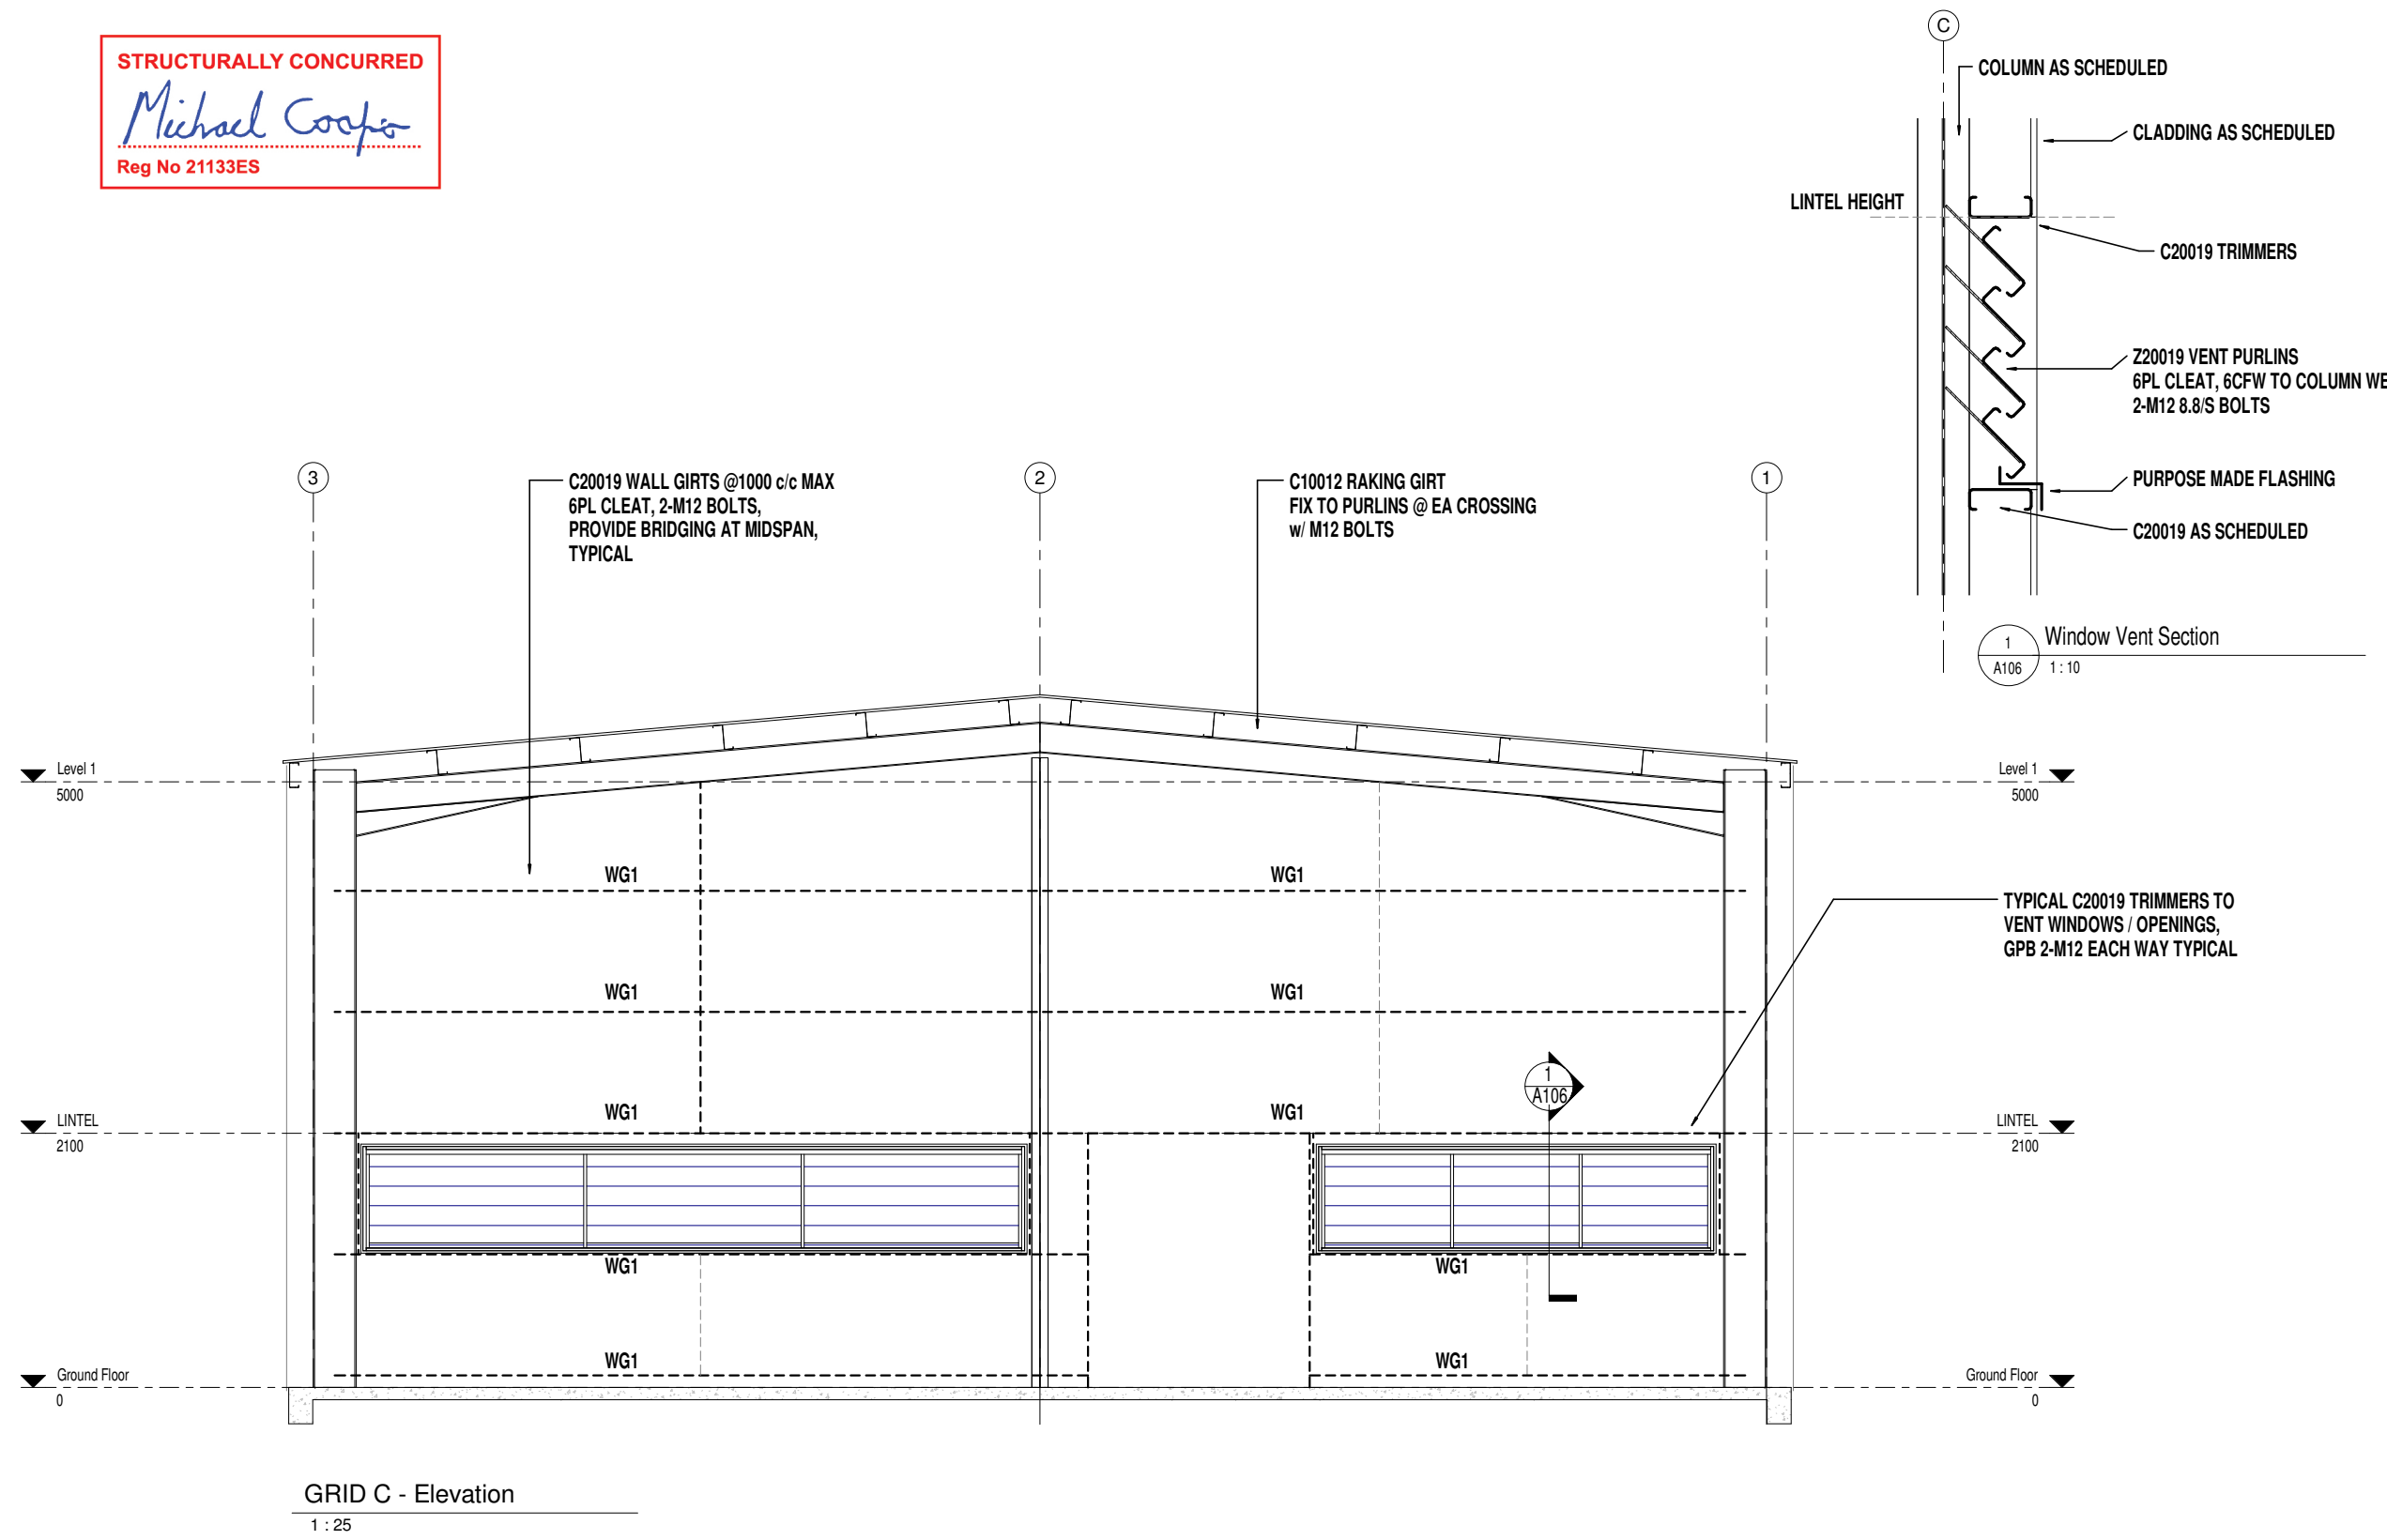 STRUCTURALLY CONCURRED
Michael Cooper
Reg No 21133ES
C
COLUMN AS SCHEDULED
CLADDING AS SCHEDULED
LINTEL HEIGHT
C20019 TRIMMERS
Z20019 VENT PURLINS
6PL CLEAT, 6CFW TO COLUMN WE
2-M12 8.8/S BOLTS
PURPOSE MADE FLASHING
C20019 AS SCHEDULED
1
A106
Window Vent Section
1 : 10
3
2
1
C20019 WALL GIRTS @1000 c/c MAX
6PL CLEAT, 2-M12 BOLTS,
PROVIDE BRIDGING AT MIDSPAN,
TYPICAL
C10012 RAKING GIRT
FIX TO PURLINS @ EA CROSSING
w/ M12 BOLTS
Level 1
5000
Level 1
5000
WG1
WG1
TYPICAL C20019 TRIMMERS TO
VENT WINDOWS / OPENINGS,
GPB 2-M12 EACH WAY TYPICAL
WG1
WG1
1
A106
WG1
WG1
LINTEL
2100
LINTEL
2100
WG1
WG1
WG1
WG1
Ground Floor
0
Ground Floor
0
GRID C - Elevation
1 : 25